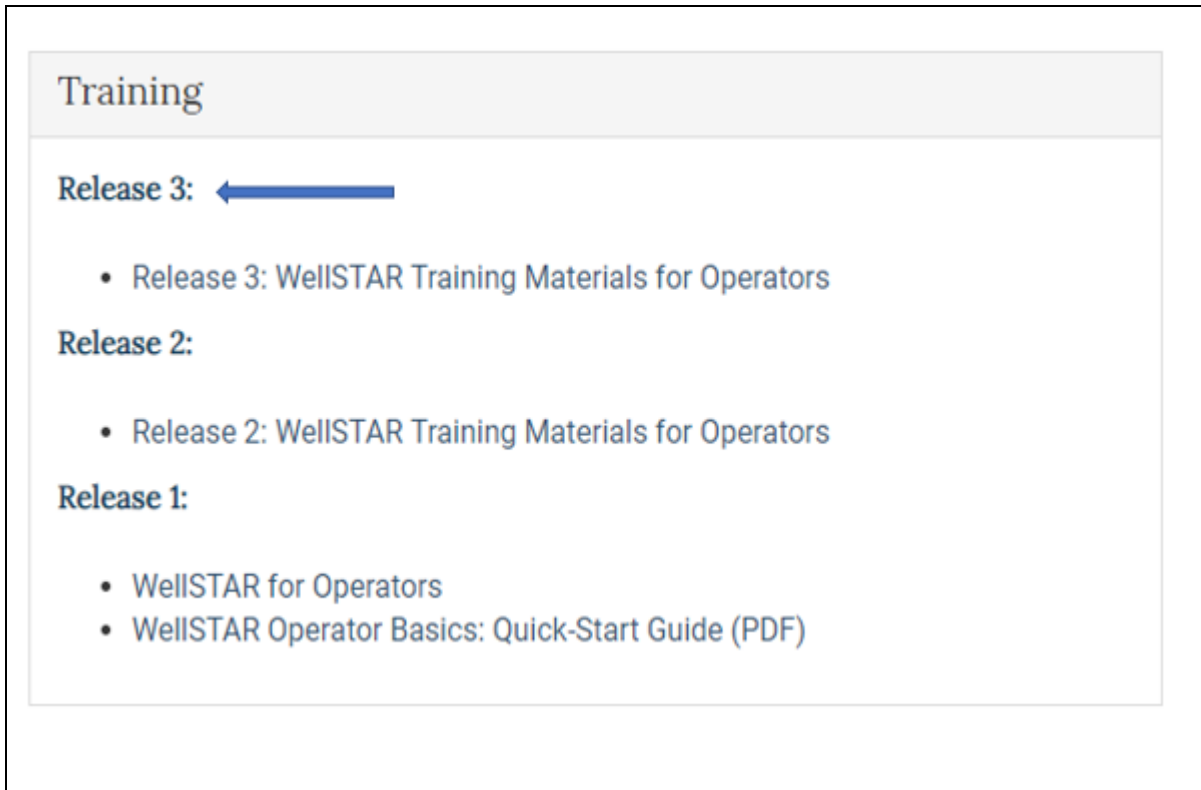 Training
Release 3:
• Release 3: WellSTAR Training Materials for Operators
Release 2:
• Release 2: WellSTAR Training Materials for Operators
Release 1:
• WellSTAR for Operators
• WellSTAR Operator Basics: Quick-Start Guide (PDF)